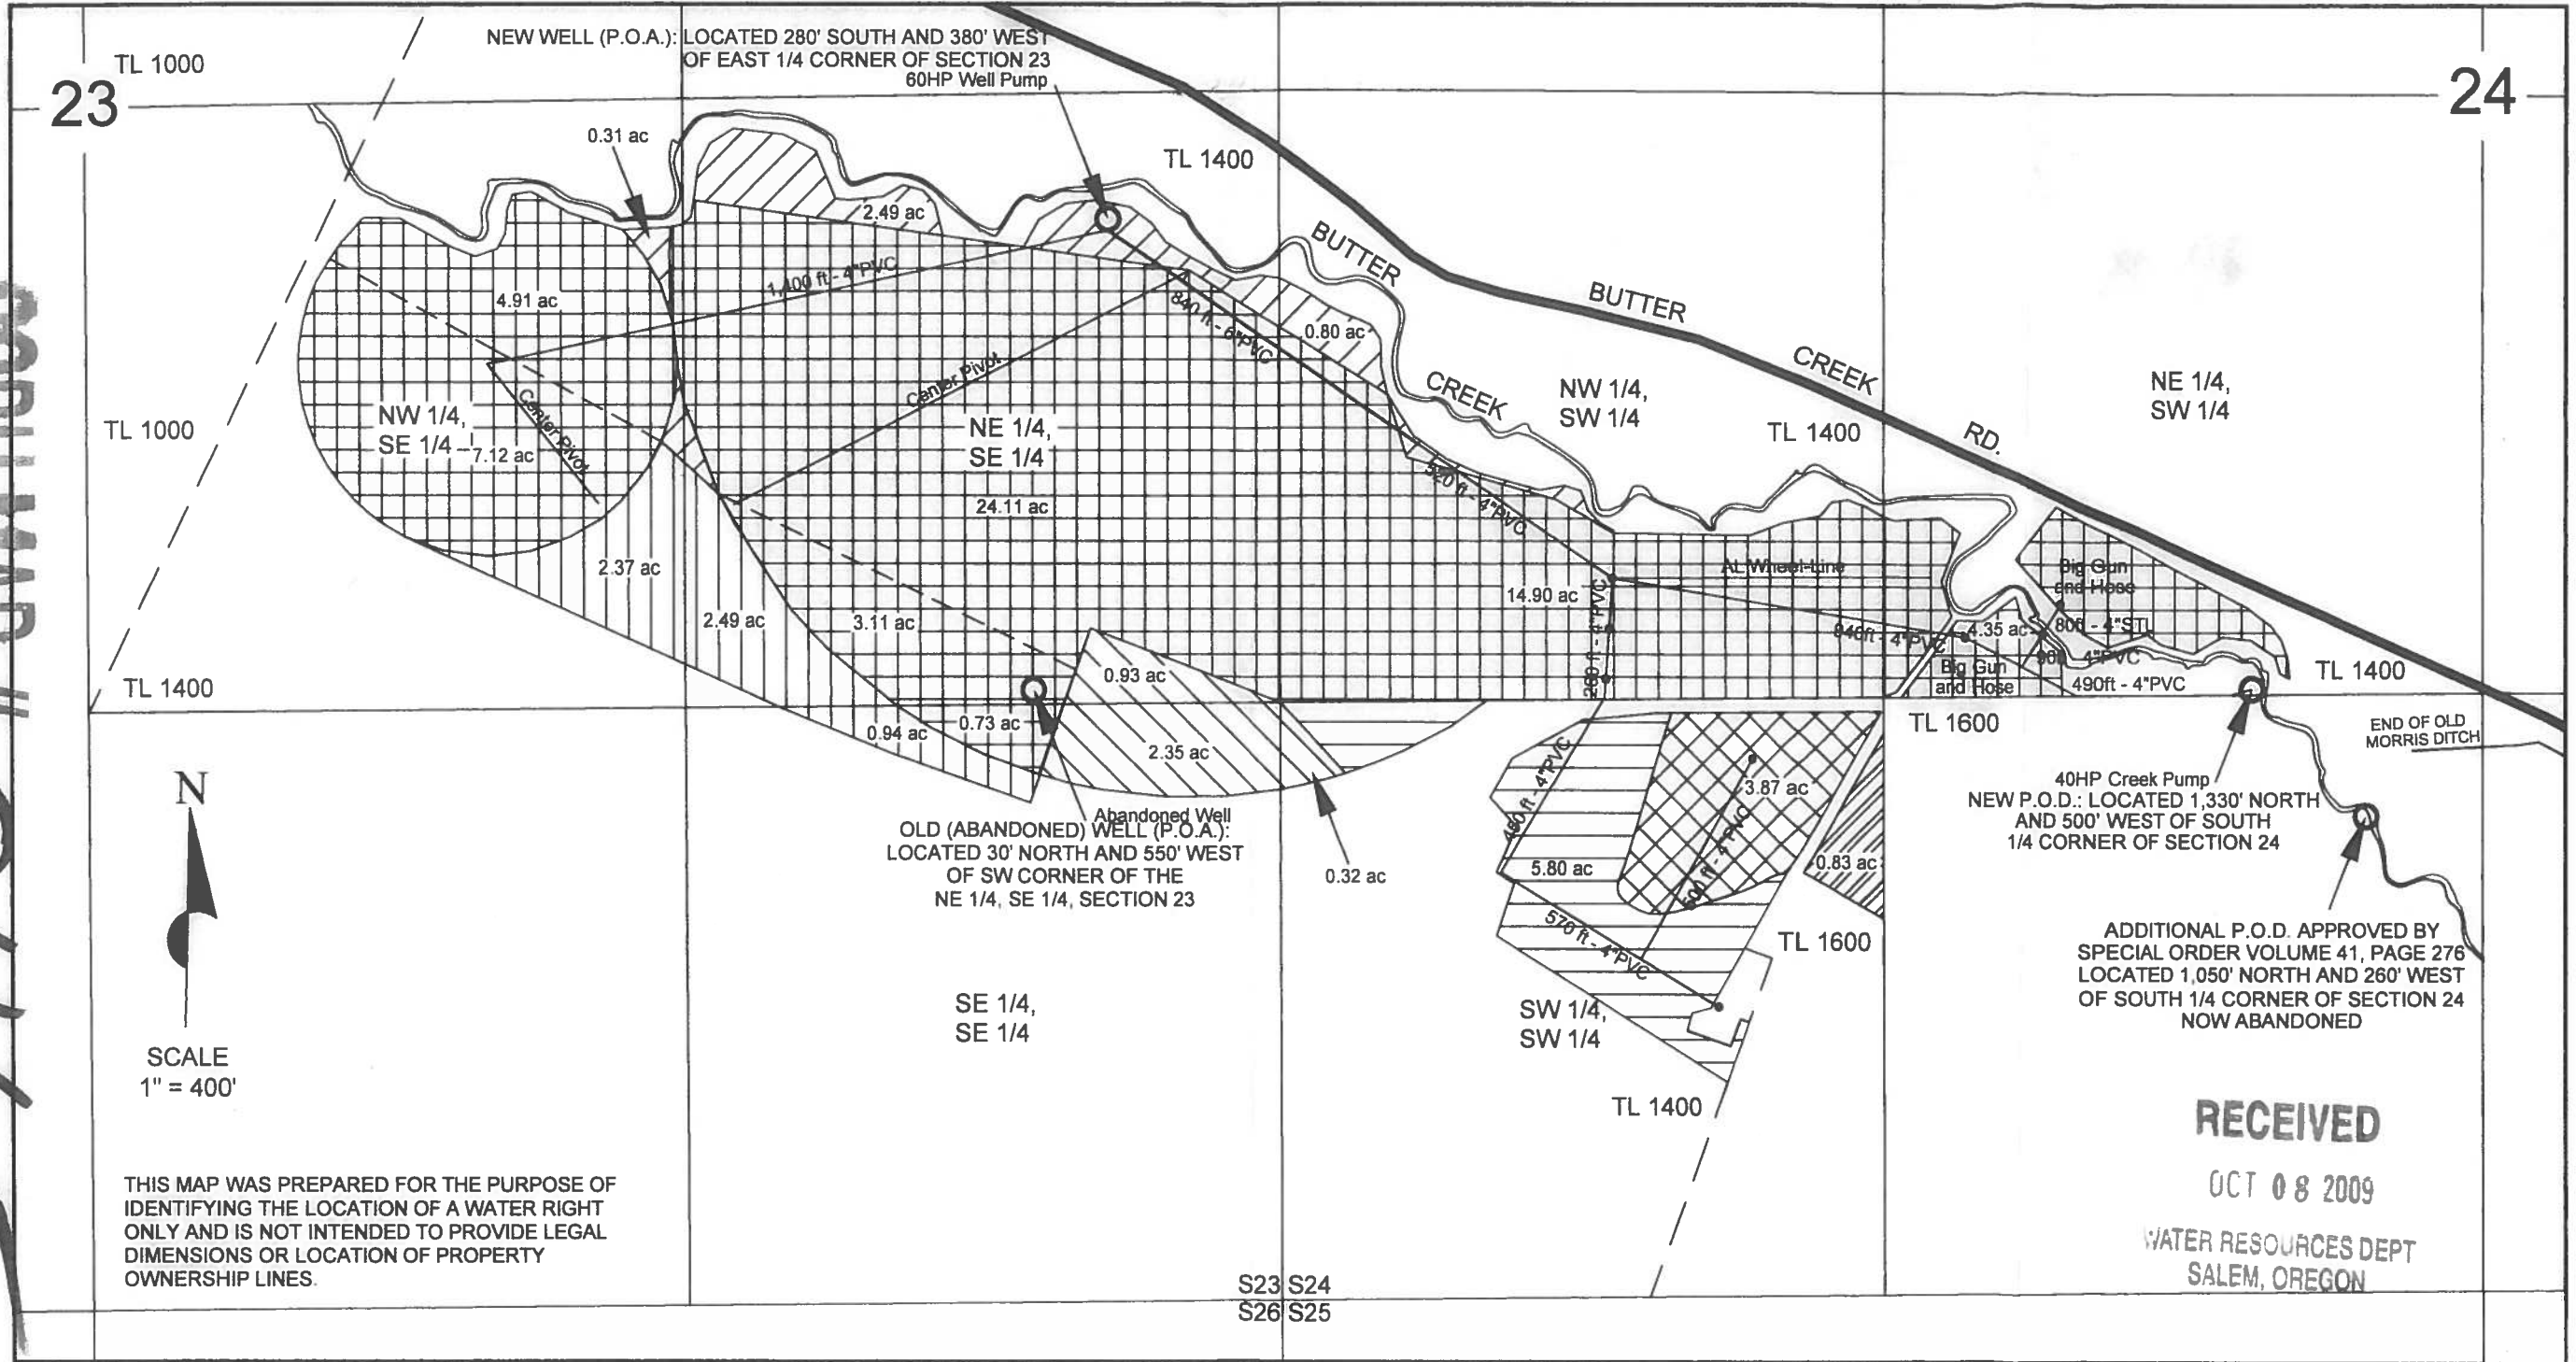 NEW WELL (P.O.A.): LOCATED 280' SOUTH AND 380' WEST
OF EAST 1/4 CORNER OF SECTION 23
60HP Well Pump
TL 1000
23
24
0.31 ac
TL 1400
2.49 ac
BUTTER
CREEK
BUTTER
CREEK
RD.
1,400 ft - 4"PVC
4.91 ac
840 ft - 6"PVC
0.80 ac
Center Pivot
Center Pivot
NW 1/4,
SE 1/4
7.12 ac
NE 1/4,
SE 1/4
24.11 ac
NW 1/4,
SW 1/4
NE 1/4,
SW 1/4
TL 1000
TL 1400
520 ft - 4"PVC
2.37 ac
2.49 ac
3.11 ac
14.90 ac
AL Wheel-Line
Big Gun
and Hose
260 ft - 4"PVC
840ft - 4"PVC
4.35 ac
80ft - 4"STL
4"PVC
Big Gun
and Hose
490ft - 4"PVC
TL 1400
TL 1400
0.93 ac
0.94 ac
0.73 ac
2.35 ac
TL 1600
END OF OLD
MORRIS DITCH
N
SCALE
1" = 400'
Abandoned Well
OLD (ABANDONED) WELL (P.O.A.):
LOCATED 30' NORTH AND 550' WEST
OF SW CORNER OF THE
NE 1/4, SE 1/4, SECTION 23
0.32 ac
5.80 ac
3.87 ac
0.83 ac
570 ft - 4"PVC
TL 1600
40HP Creek Pump
NEW P.O.D.: LOCATED 1,330' NORTH
AND 500' WEST OF SOUTH
1/4 CORNER OF SECTION 24
ADDITIONAL P.O.D. APPROVED BY
SPECIAL ORDER VOLUME 41, PAGE 276
LOCATED 1,050' NORTH AND 260' WEST
OF SOUTH 1/4 CORNER OF SECTION 24
NOW ABANDONED
SE 1/4,
SE 1/4
SW 1/4,
SW 1/4
TL 1400
RECEIVED
OCT 08 2009
WATER RESOURCES DEPT
SALEM, OREGON
THIS MAP WAS PREPARED FOR THE PURPOSE OF
IDENTIFYING THE LOCATION OF A WATER RIGHT
ONLY AND IS NOT INTENDED TO PROVIDE LEGAL
DIMENSIONS OR LOCATION OF PROPERTY
OWNERSHIP LINES.
S23 S24
S26 S25